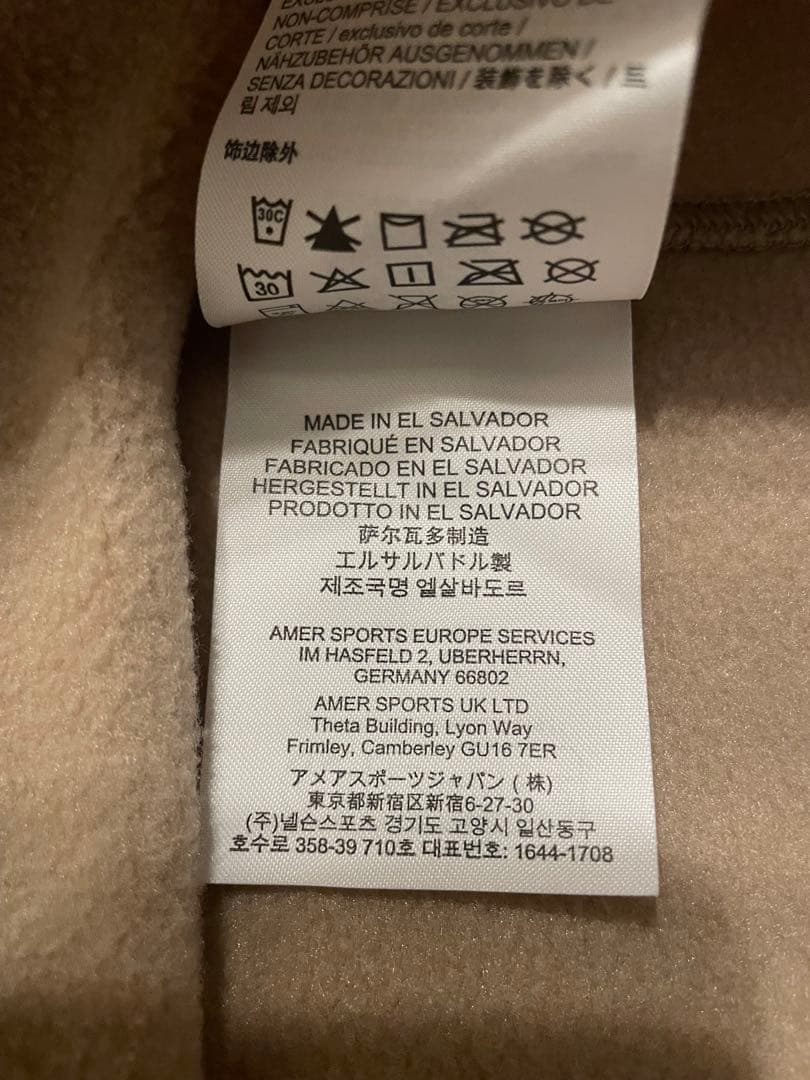 NON-COMPRISE / EXCLUSIVO DE
CORTE / exclusivo de corte /
NÄHZUBEHÖR AUSGENOMMEN /
SENZA DECORAZIONI / 装飾を除く / 트
림 제외
饰边除外
30C
30
MADE IN EL SALVADOR
FABRIQUÉ EN SALVADOR
FABRICADO EN EL SALVADOR
HERGESTELLT IN EL SALVADOR
PRODOTTO IN EL SALVADOR
萨尔瓦多制造
エルサルバドル製
제조국명 엘살바도르
AMER SPORTS EUROPE SERVICES
IM HASFELD 2, UBERHERRN,
GERMANY 66802
AMER SPORTS UK LTD
Theta Building, Lyon Way
Frimley, Camberley GU16 7ER
アメアスポーツジャパン ( 株)
東京都新宿区新宿6-27-30
(주)넬슨스포츠 경기도 고양시 일산동구
호수로 358-39 710호 대표번호: 1644-1708